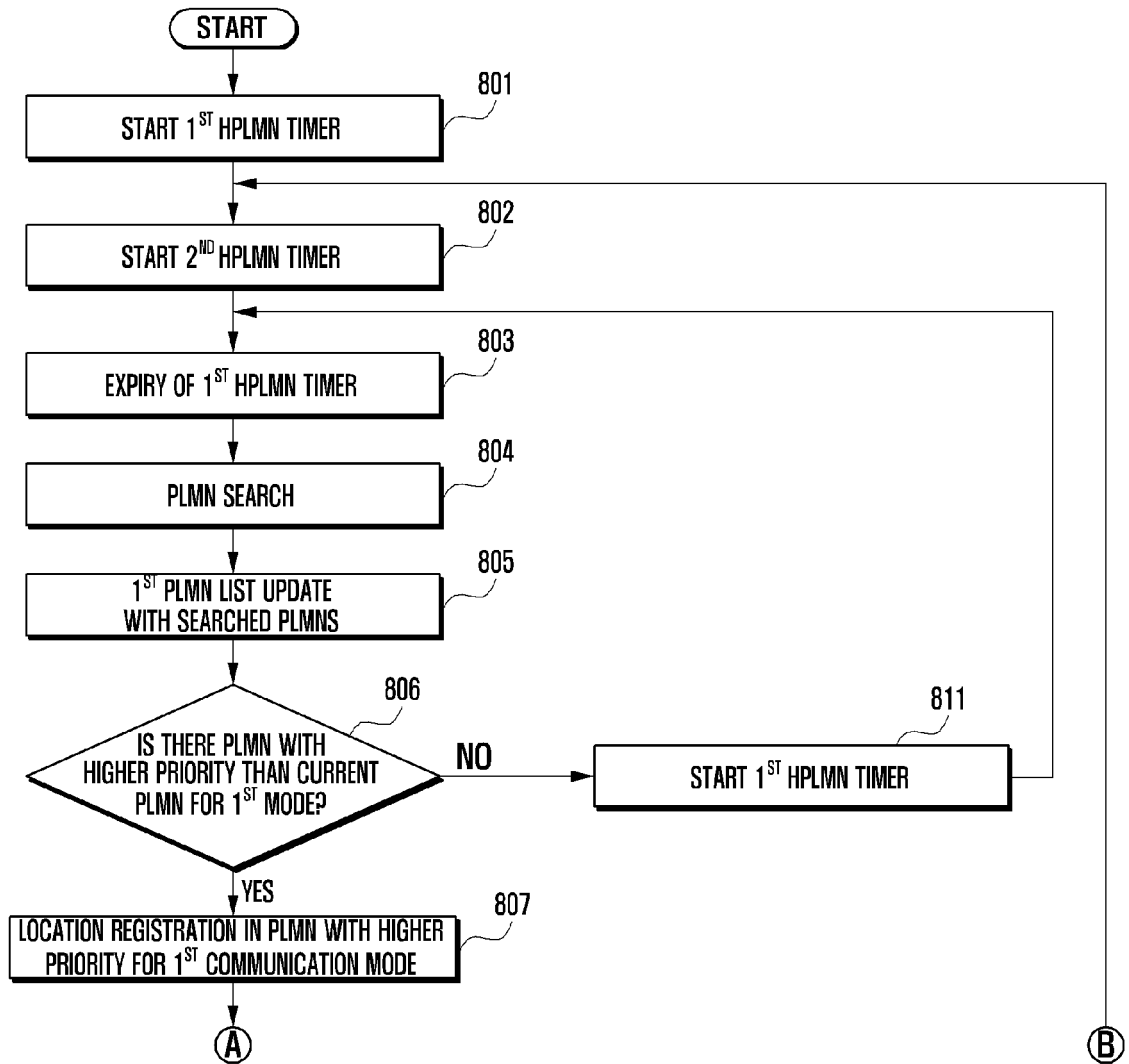 START
801
START 1ST HPLMN TIMER
802
START 2ND HPLMN TIMER
803
EXPIRY OF 1ST HPLMN TIMER
804
PLMN SEARCH
805
1ST PLMN LIST UPDATE
WITH SEARCHED PLMNS
806
IS THERE PLMN WITH
HIGHER PRIORITY THAN CURRENT
PLMN FOR 1ST MODE?
NO
811
START 1ST HPLMN TIMER
YES
807
LOCATION REGISTRATION IN PLMN WITH HIGHER
PRIORITY FOR 1ST COMMUNICATION MODE
A
B